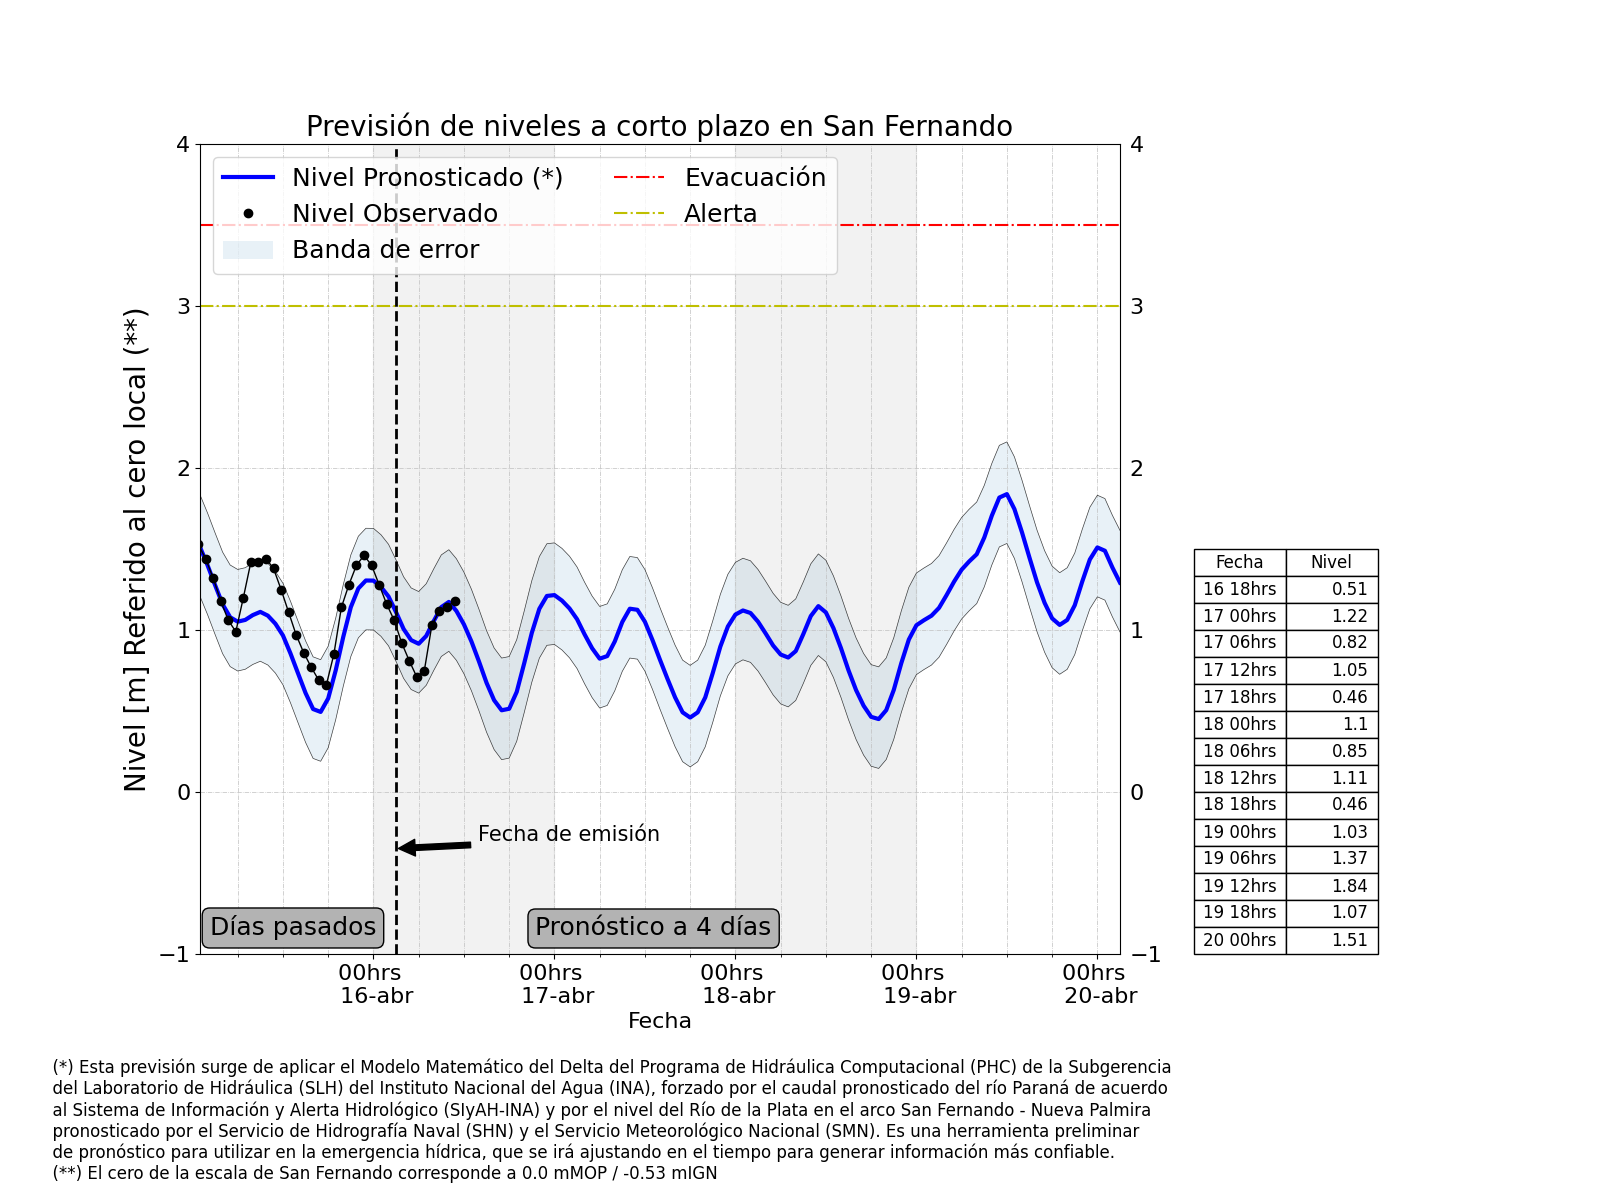 Previsión de niveles a corto plazo en San Fernando
Nivel Pronosticado (*)
Nivel Observado
Banda de error
Evacuación
Alerta
Nivel [m] Referido al cero local (**)
4
3
2
1
0
−1
4
3
2
1
0
−1
Fecha de emisión
Días pasados
Pronóstico a 4 días
00hrs
16-abr
00hrs
17-abr
00hrs
18-abr
00hrs
19-abr
00hrs
20-abr
Fecha
Fecha Nivel
16 18hrs 0.51
17 00hrs 1.22
17 06hrs 0.82
17 12hrs 1.05
17 18hrs 0.46
18 00hrs 1.1
18 06hrs 0.85
18 12hrs 1.11
18 18hrs 0.46
19 00hrs 1.03
19 06hrs 1.37
19 12hrs 1.84
19 18hrs 1.07
20 00hrs 1.51
(*) Esta previsión surge de aplicar el Modelo Matemático del Delta del Programa de Hidráulica Computacional (PHC) de la Subgerencia
del Laboratorio de Hidráulica (SLH) del Instituto Nacional del Agua (INA), forzado por el caudal pronosticado del río Paraná de acuerdo
al Sistema de Información y Alerta Hidrológico (SIyAH-INA) y por el nivel del Río de la Plata en el arco San Fernando - Nueva Palmira
pronosticado por el Servicio de Hidrografía Naval (SHN) y el Servicio Meteorológico Nacional (SMN). Es una herramienta preliminar
de pronóstico para utilizar en la emergencia hídrica, que se irá ajustando en el tiempo para generar información más confiable.
(**) El cero de la escala de San Fernando corresponde a 0.0 mMOP / -0.53 mIGN